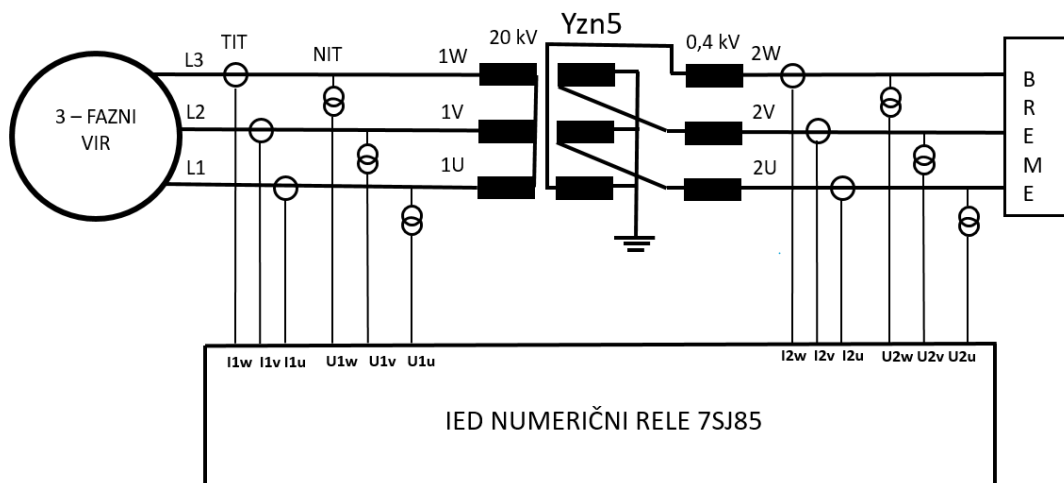 Yzn5
TIT
NIT
20 kV
0,4 kV
L3
1W
2W
3 – FAZNI
VIR
L2
1V
2V
L1
1U
2U
B
R
E
M
E
I1w I1v I1u U1w U1v U1u
I2w I2v I2u U2w U2v U2u
IED NUMERIČNI RELE 7SJ85